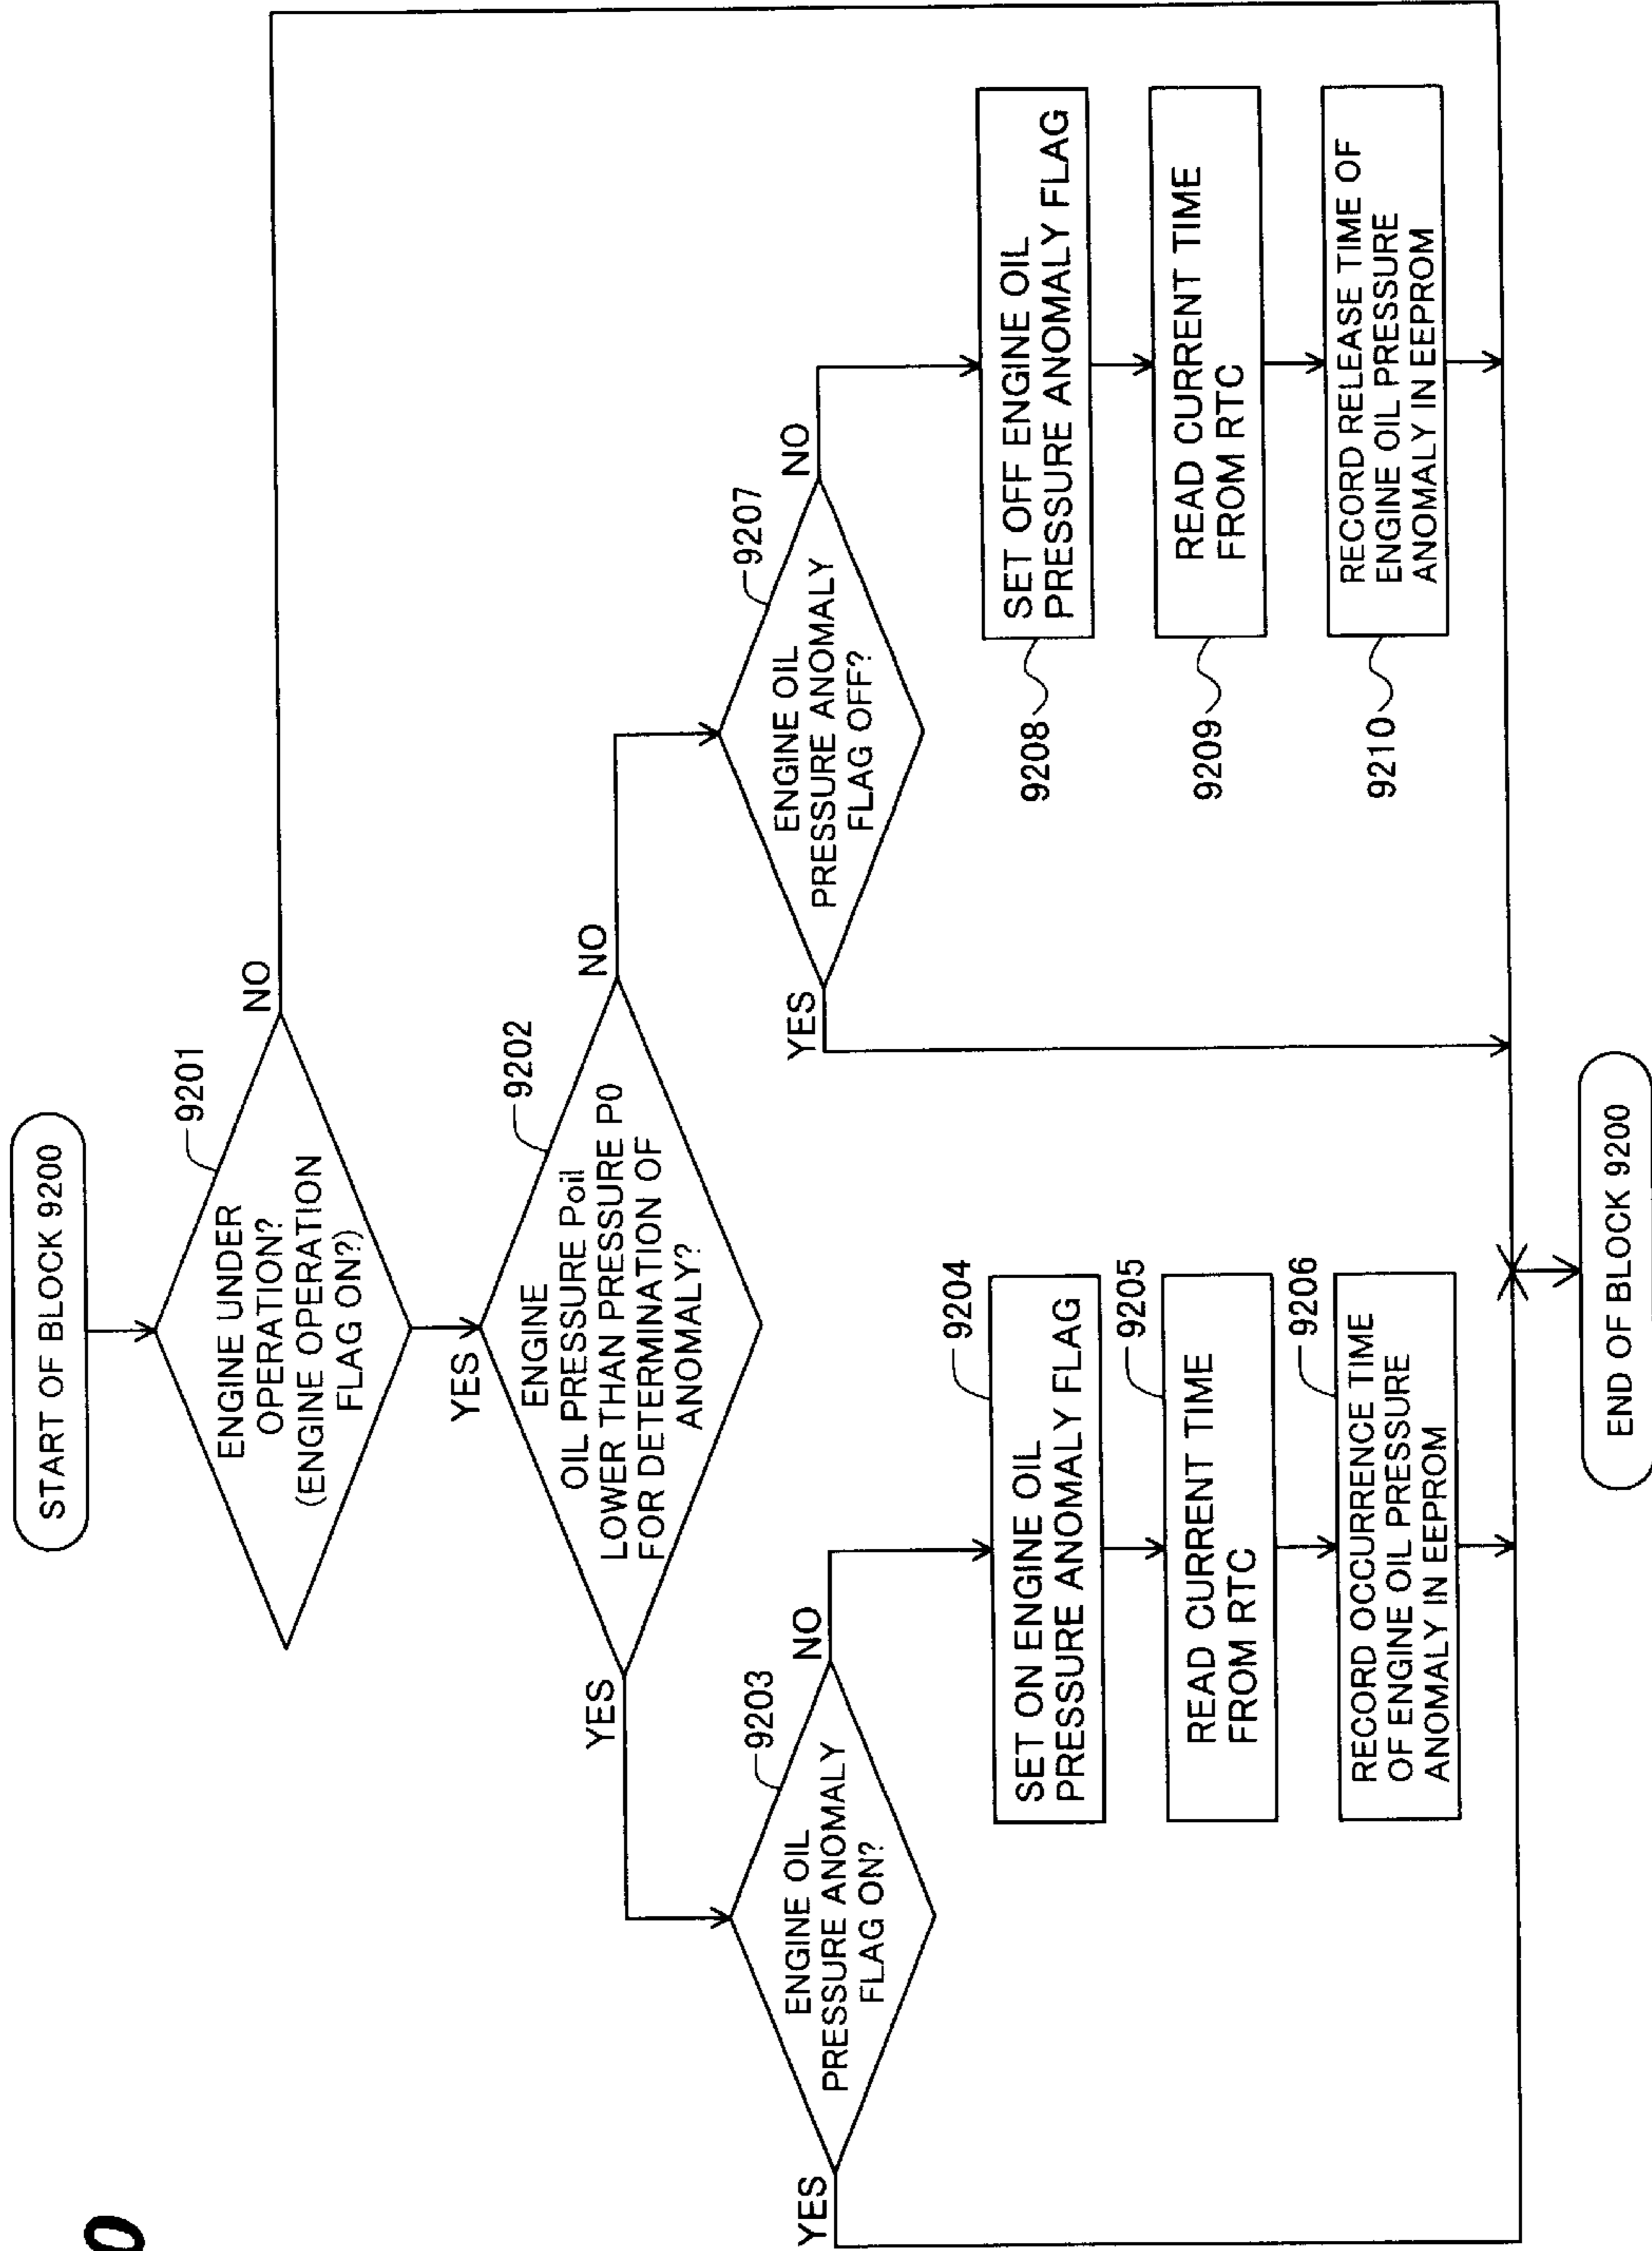 START OF BLOCK 9200
9201
ENGINE UNDER
OPERATION?
(ENGINE OPERATION
FLAG ON?)
NO
YES
9202
ENGINE
OIL PRESSURE Poil
LOWER THAN PRESSURE P0
FOR DETERMINATION OF
ANOMALY?
YES
NO
9203
ENGINE OIL
PRESSURE ANOMALY
FLAG ON?
YES
NO
9204
SET ON ENGINE OIL
PRESSURE ANOMALY FLAG
9205
READ CURRENT TIME
FROM RTC
9206
RECORD OCCURRENCE TIME
OF ENGINE OIL PRESSURE
ANOMALY IN EEPROM
9207
ENGINE OIL
PRESSURE ANOMALY
FLAG OFF?
YES
NO
9208
SET OFF ENGINE OIL
PRESSURE ANOMALY FLAG
9209
READ CURRENT TIME
FROM RTC
9210
RECORD RELEASE TIME OF
ENGINE OIL PRESSURE
ANOMALY IN EEPROM
END OF BLOCK 9200